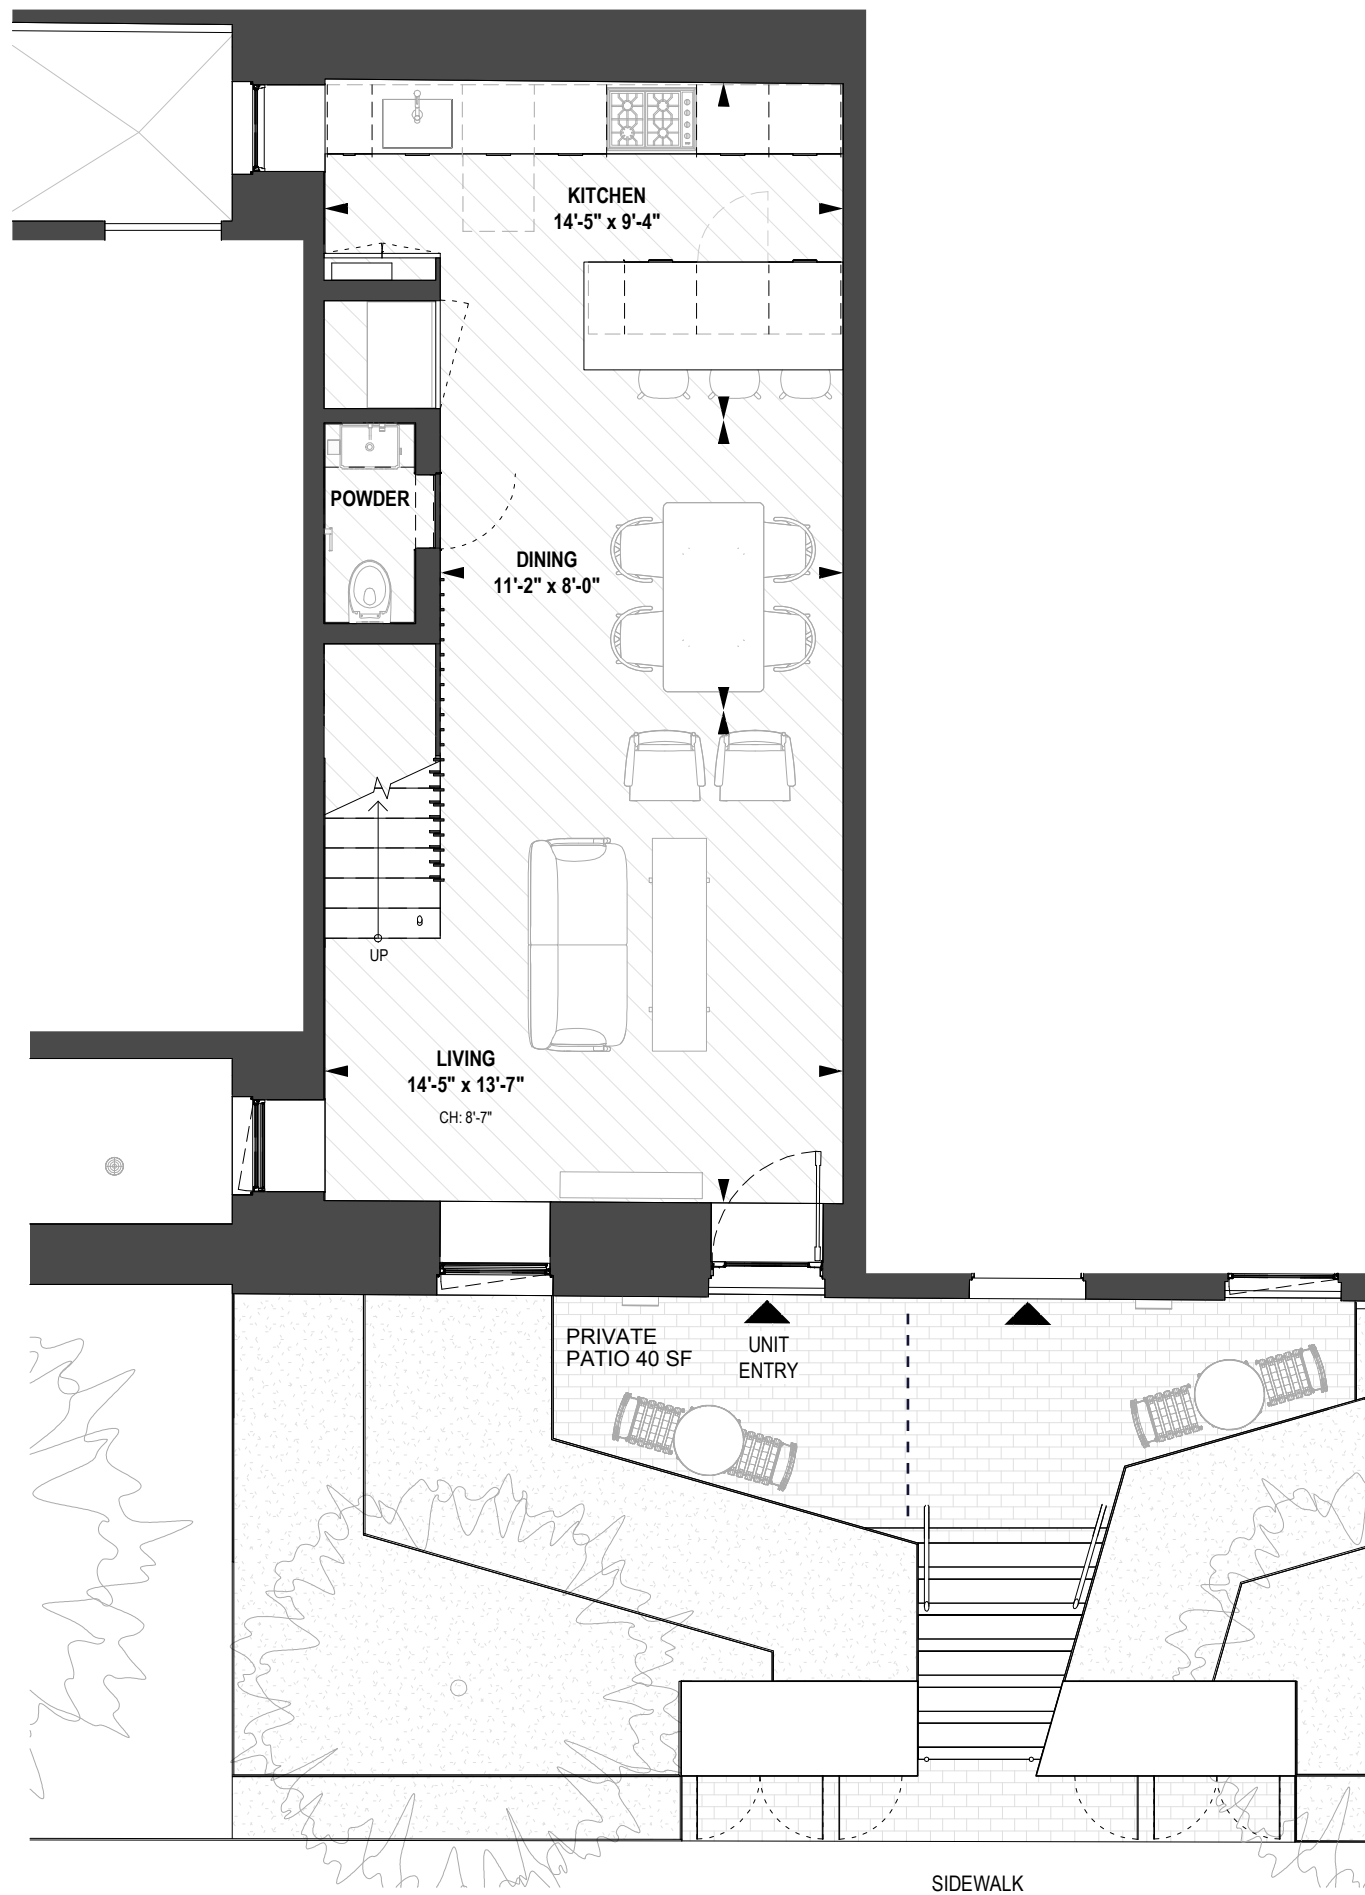 KITCHEN
14'-5" x 9'-4"
POWDER
DINING
11'-2" x 8'-0"
UP
LIVING
14'-5" x 13'-7"
CH: 8'-7"
PRIVATE
PATIO 40 SF
UNIT
ENTRY
SIDEWALK